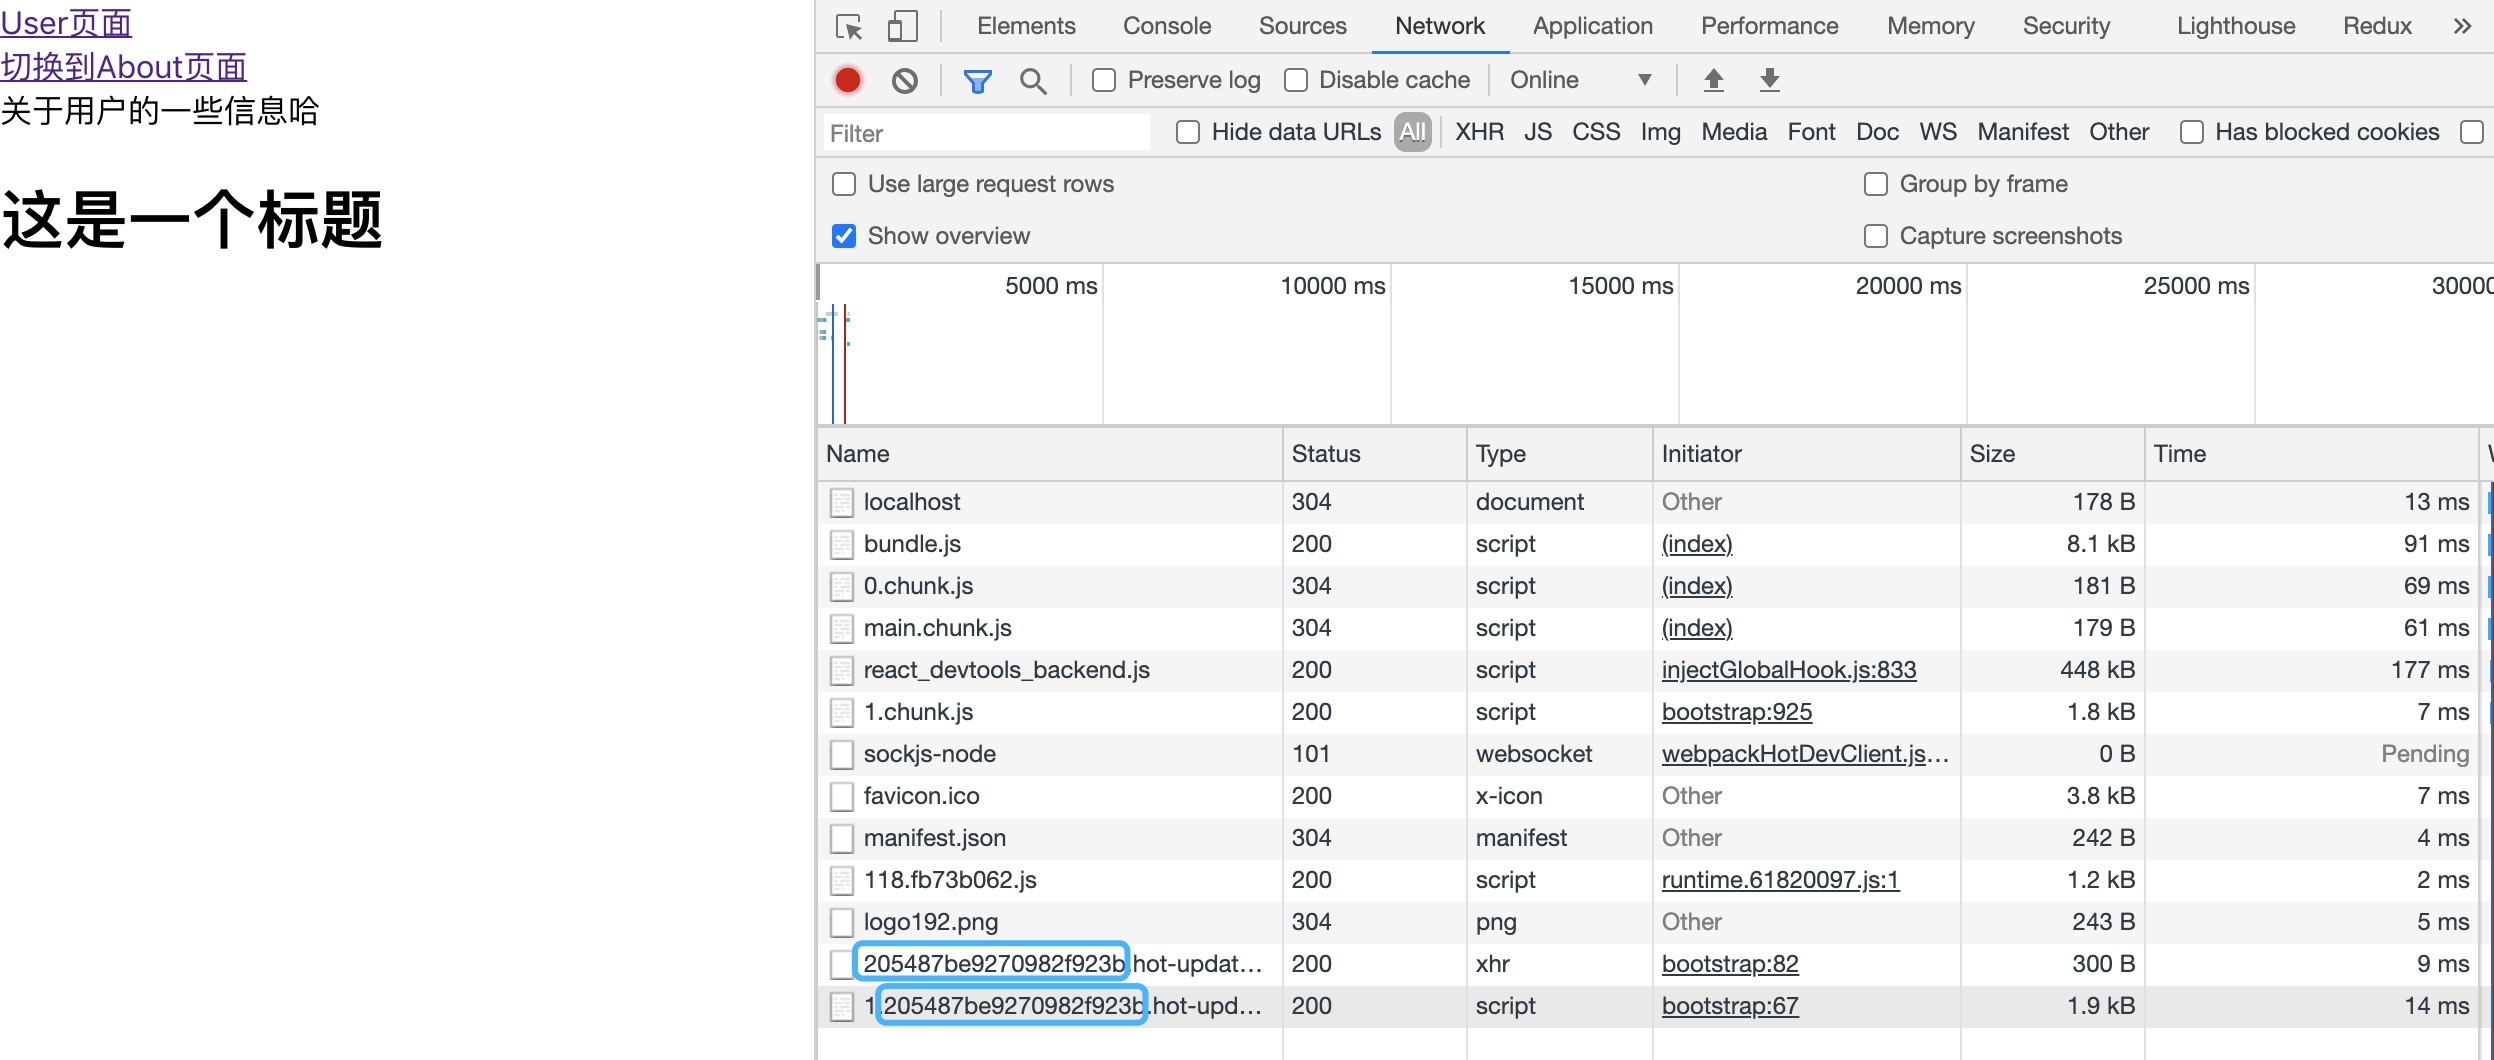 User页面
切换到About页面
关于用户的一些信息哈
这是一个标题
Elements Console Sources Network Application Performance Memory Security Lighthouse Redux »
Preserve log Disable cache Online ▼
Filter Hide data URLs All XHR JS CSS Img Media Font Doc WS Manifest Other Has blocked cookies
Use large request rows Group by frame
Show overview Capture screenshots
5000 ms 10000 ms 15000 ms 20000 ms 25000 ms 30000
Name Status Type Initiator Size Time
localhost 304 document Other 178 B 13 ms
bundle.js 200 script (index) 8.1 kB 91 ms
0.chunk.js 304 script (index) 181 B 69 ms
main.chunk.js 304 script (index) 179 B 61 ms
react_devtools_backend.js 200 script injectGlobalHook.js:833 448 kB 177 ms
1.chunk.js 200 script bootstrap:925 1.8 kB 7 ms
sockjs-node 101 websocket webpackHotDevClient.js… 0 B Pending
favicon.ico 200 x-icon Other 3.8 kB 7 ms
manifest.json 304 manifest Other 242 B 4 ms
118.fb73b062.js 200 script runtime.61820097.js:1 1.2 kB 2 ms
logo192.png 304 png Other 243 B 5 ms
205487be9270982f923b.hot-updat… 200 xhr bootstrap:82 300 B 9 ms
1.205487be9270982f923b.hot-upd… 200 script bootstrap:67 1.9 kB 14 ms